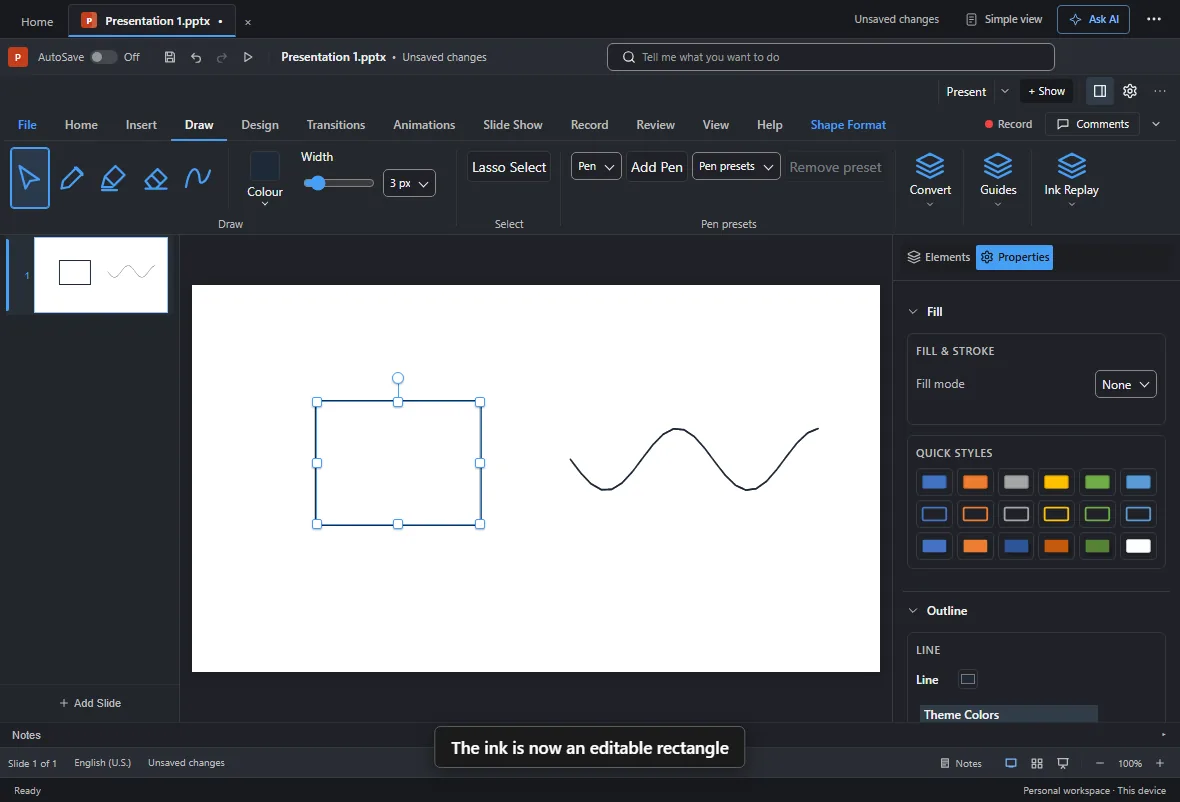 Home
P Presentation 1.pptx •
Unsaved changes
Simple view
Ask AI
P AutoSave Off
Presentation 1.pptx • Unsaved changes
Tell me what you want to do
Present
+ Show
File Home Insert Draw Design Transitions Animations Slide Show Record Review View Help Shape Format
Record
Comments
Colour
Width
3 px
Draw
Lasso Select
Select
Pen
Add Pen
Pen presets
Remove preset
Pen presets
Convert
Guides
Ink Replay
1
Elements
Properties
Fill
FILL & STROKE
Fill mode
None
QUICK STYLES
Outline
LINE
Line
Theme Colors
+ Add Slide
Notes
The ink is now an editable rectangle
Slide 1 of 1 English (U.S.) Unsaved changes
Notes
100%
Ready
Personal workspace · This device